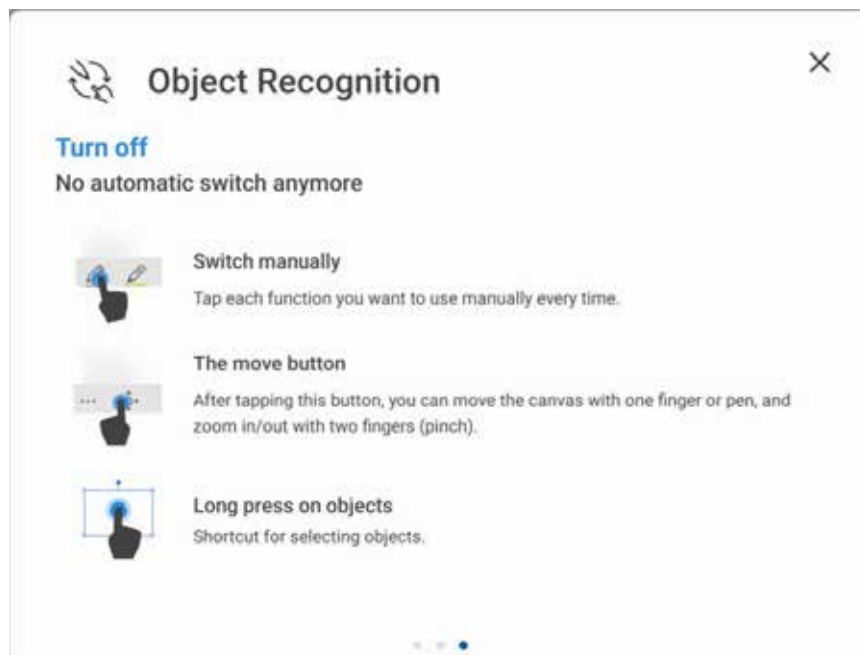 Object Recognition
Turn off
No automatic switch anymore
Switch manually
Tap each function you want to use manually every time.
The move button
After tapping this button, you can move the canvas with one finger or pen, and
zoom in/out with two fingers (pinch).
Long press on objects
Shortcut for selecting objects.